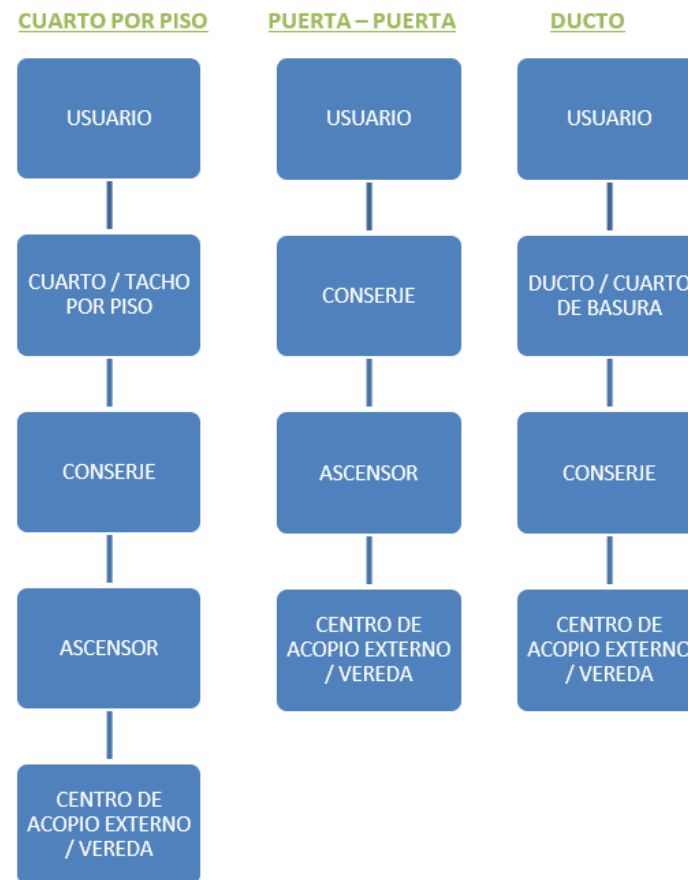 CUARTO POR PISO
USUARIO
CUARTO / TACHO
POR PISO
CONSERJE
ASCENSOR
CENTRO DE
ACOPIO EXTERNO
/ VEREDA
PUERTA – PUERTA
USUARIO
CONSERJE
ASCENSOR
CENTRO DE
ACOPIO EXTERNO
/ VEREDA
DUCTO
USUARIO
DUCTO / CUARTO
DE BASURA
CONSERJE
CENTRO DE
ACOPIO EXTERNO
/ VEREDA